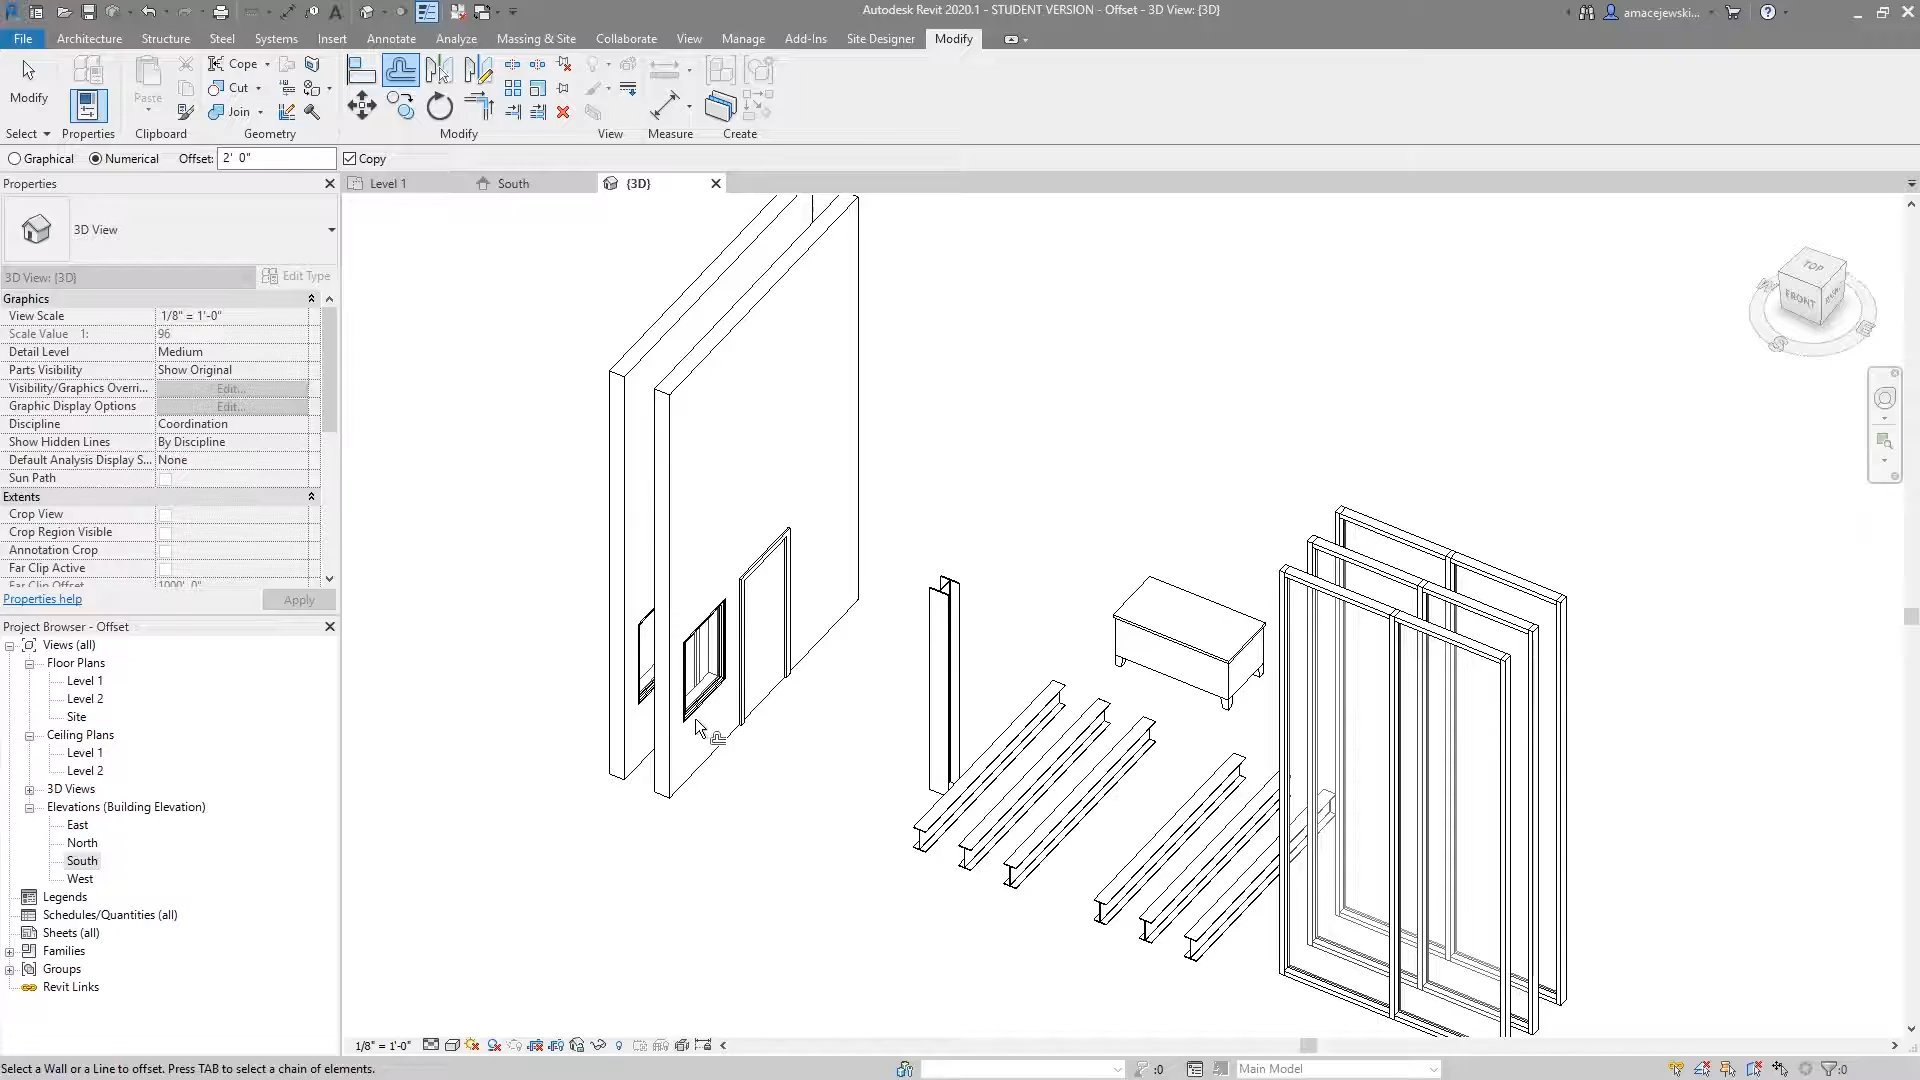 Autodesk Revit 2020.1 - STUDENT VERSION - Offset - 3D View: {3D}
amacejewski...
File Architecture Structure Steel Systems Insert Annotate Analyze Massing & Site Collaborate View Manage Add-Ins Site Designer Modify
Cope
Modify
Paste
Cut
Join
Select Properties Clipboard Geometry Modify View Measure Create
Graphical Numerical Offset: 2' 0" Copy
Properties
Level 1
South
{3D}
3D View
3D View: {3D}
Edit Type
Graphics
View Scale 1/8" = 1'-0"
Scale Value 1: 96
Detail Level Medium
Parts Visibility Show Original
Visibility/Graphics Overri... Edit...
Graphic Display Options Edit...
Discipline Coordination
Show Hidden Lines By Discipline
Default Analysis Display S... None
Sun Path
Extents
Crop View
Crop Region Visible
Annotation Crop
Far Clip Active
Far Clip Offset 1000' 0"
Properties help
Apply
Project Browser - Offset
Views (all)
Floor Plans
Level 1
Level 2
Site
Ceiling Plans
Level 1
Level 2
3D Views
Elevations (Building Elevation)
East
North
South
West
Legends
Schedules/Quantities (all)
Sheets (all)
Families
Groups
Revit Links
TOP
FRONT
RIGHT
W
S
E
1/8" = 1'-0"
Select a Wall or a Line to offset. Press TAB to select a chain of elements.
:0
Main Model
:0